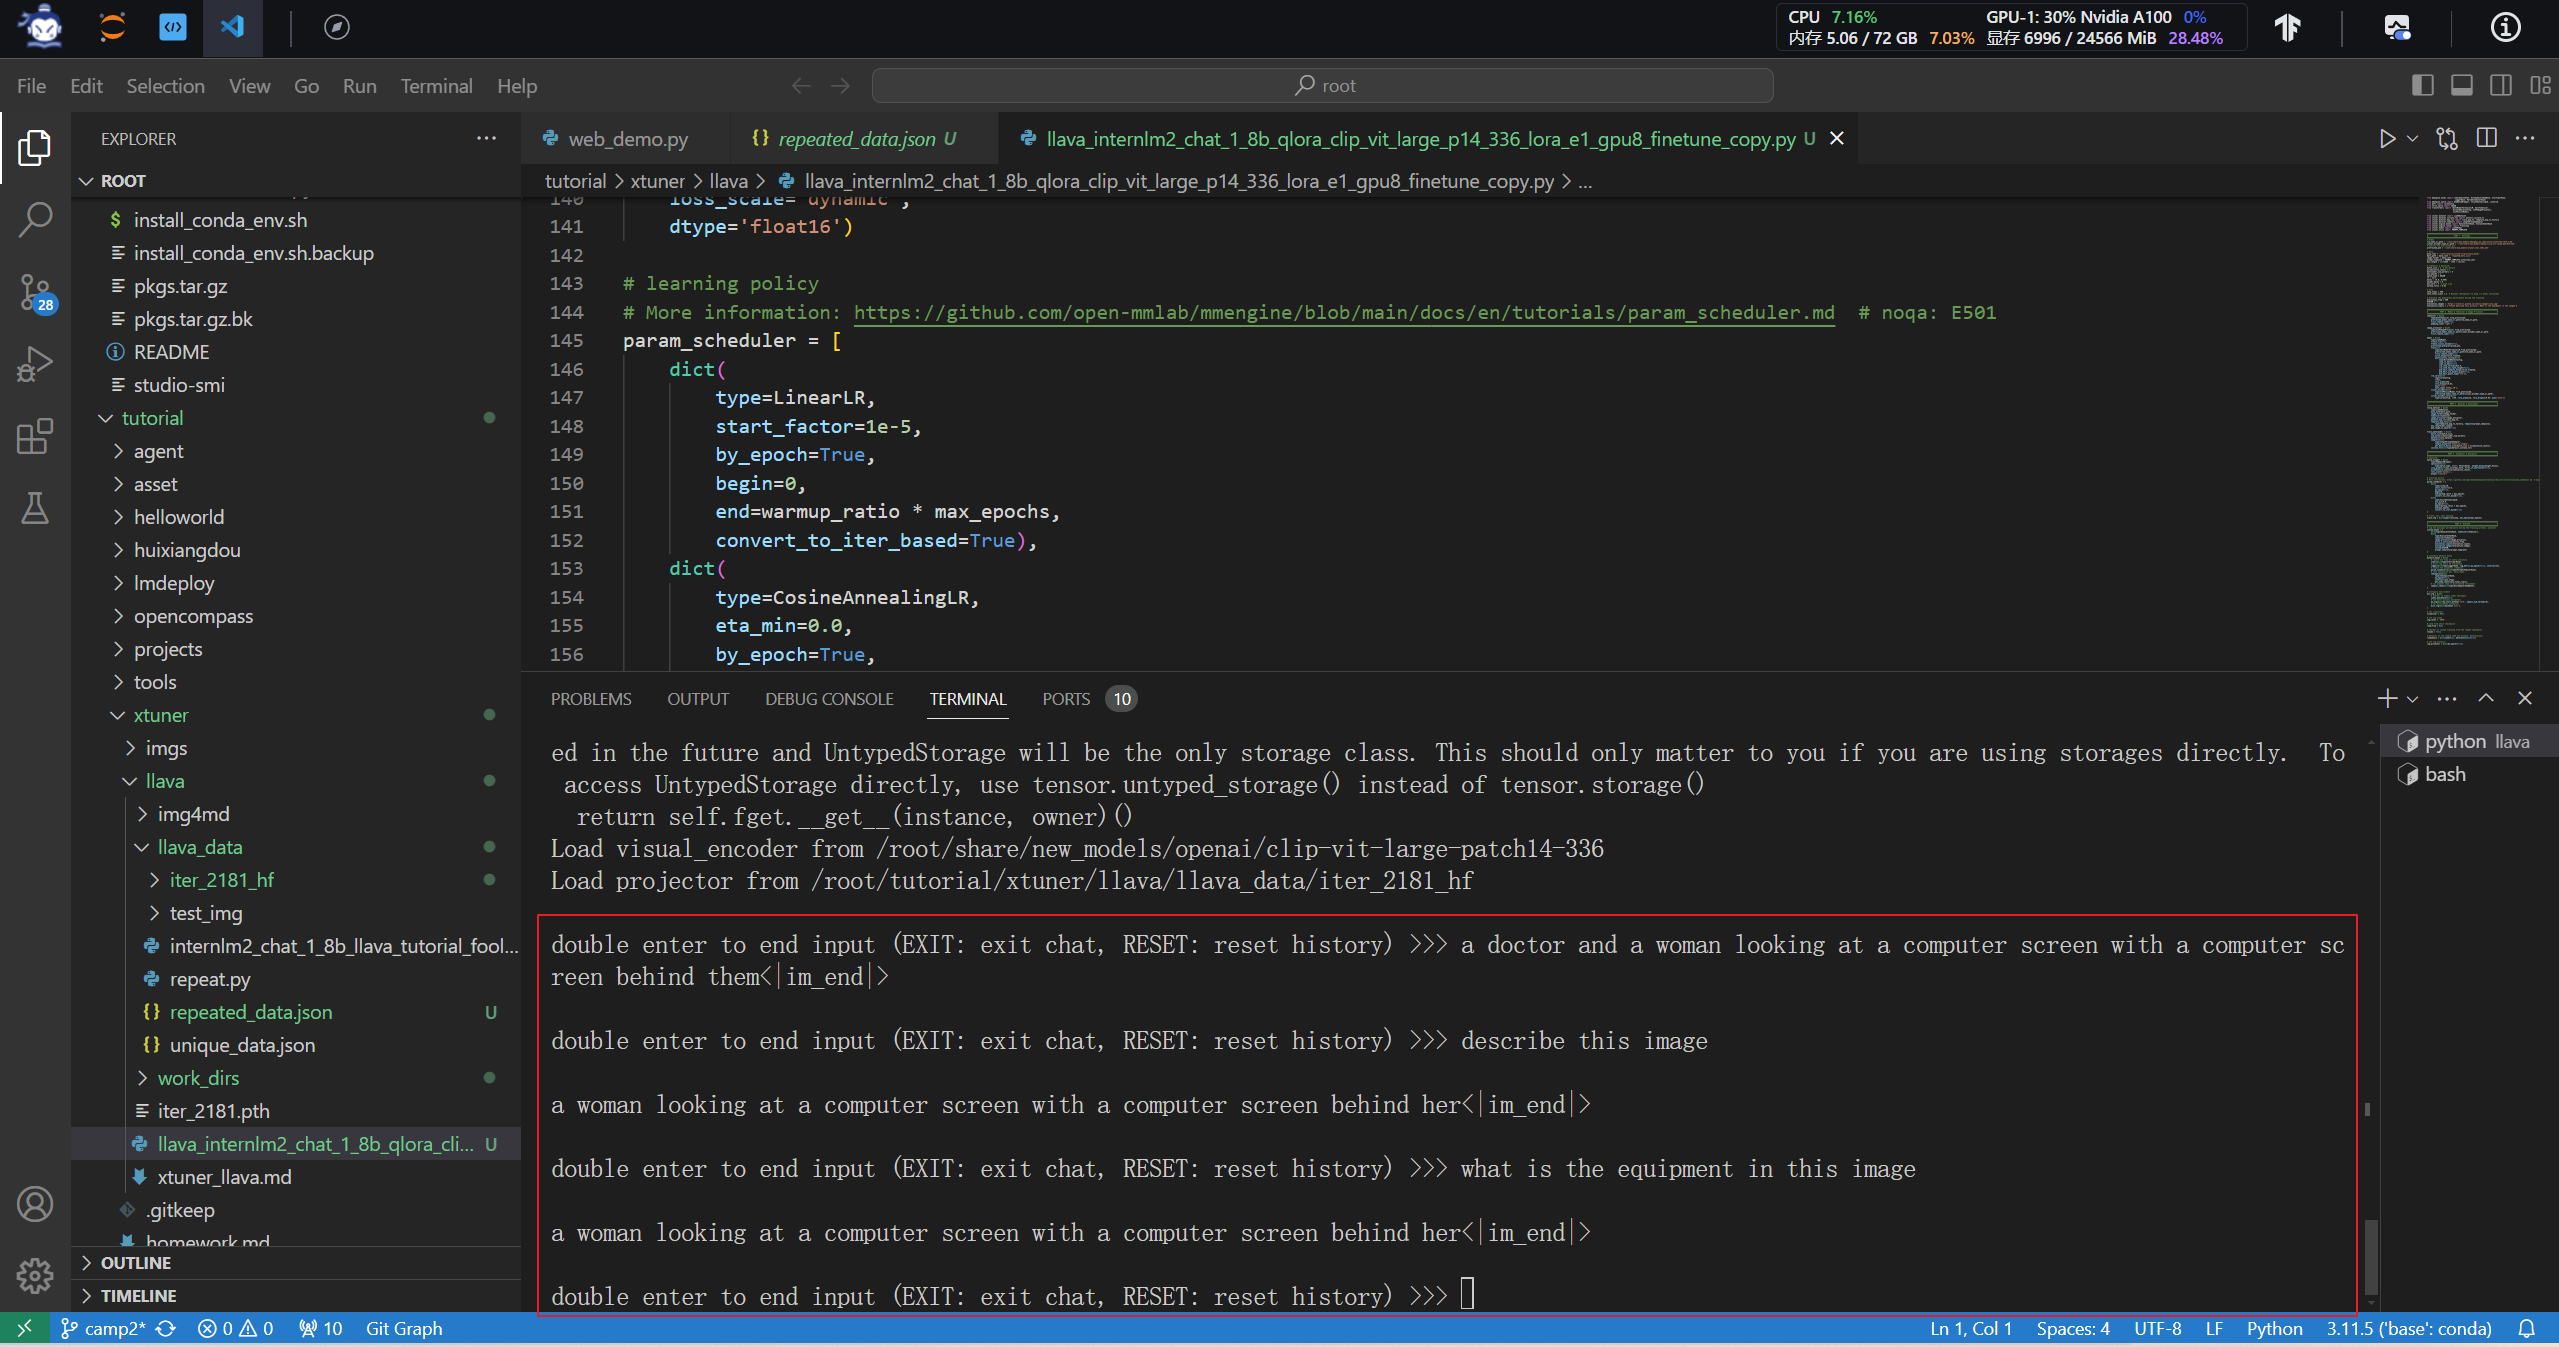 CPU 7.16% GPU-1: 30% Nvidia A100 0%
内存 5.06 / 72 GB 7.03% 显存 6996 / 24566 MiB 28.48%
File Edit Selection View Go Run Terminal Help
root
EXPLORER
web_demo.py
repeated_data.json U
llava_internlm2_chat_1_8b_qlora_clip_vit_large_p14_336_lora_e1_gpu8_finetune_copy.py U
ROOT
tutorial > xtuner > llava > llava_internlm2_chat_1_8b_qlora_clip_vit_large_p14_336_lora_e1_gpu8_finetune_copy.py > ...
install_conda_env.sh
install_conda_env.sh.backup
pkgs.tar.gz
pkgs.tar.gz.bk
README
studio-smi
tutorial
agent
asset
helloworld
huixiangdou
lmdeploy
opencompass
projects
tools
xtuner
imgs
llava
img4md
llava_data
iter_2181_hf
test_img
internlm2_chat_1_8b_llava_tutorial_fool...
repeat.py
repeated_data.json U
unique_data.json
work_dirs
iter_2181.pth
llava_internlm2_chat_1_8b_qlora_cli... U
xtuner_llava.md
.gitkeep
homework.md
OUTLINE
TIMELINE
28
140 loss_scale='dynamic',
141 dtype='float16')
142
143 # learning policy
144 # More information: https://github.com/open-mmlab/mmengine/blob/main/docs/en/tutorials/param_scheduler.md # noqa: E501
145 param_scheduler = [
146 dict(
147 type=LinearLR,
148 start_factor=1e-5,
149 by_epoch=True,
150 begin=0,
151 end=warmup_ratio * max_epochs,
152 convert_to_iter_based=True),
153 dict(
154 type=CosineAnnealingLR,
155 eta_min=0.0,
156 by_epoch=True,
PROBLEMS OUTPUT DEBUG CONSOLE TERMINAL PORTS 10
python llava
bash
ed in the future and UntypedStorage will be the only storage class. This should only matter to you if you are using storages directly.  To
 access UntypedStorage directly, use tensor.untyped_storage() instead of tensor.storage()
return self.fget.__get__(instance, owner)()
Load visual_encoder from /root/share/new_models/openai/clip-vit-large-patch14-336
Load projector from /root/tutorial/xtuner/llava/llava_data/iter_2181_hf
double enter to end input (EXIT: exit chat, RESET: reset history) >>> a doctor and a woman looking at a computer screen with a computer sc
reen behind them<|im_end|>
double enter to end input (EXIT: exit chat, RESET: reset history) >>> describe this image
a woman looking at a computer screen with a computer screen behind her<|im_end|>
double enter to end input (EXIT: exit chat, RESET: reset history) >>> what is the equipment in this image
a woman looking at a computer screen with a computer screen behind her<|im_end|>
double enter to end input (EXIT: exit chat, RESET: reset history) >>>
camp2* 0 0 10 Git Graph
Ln 1, Col 1 Spaces: 4 UTF-8 LF Python 3.11.5 ('base': conda)